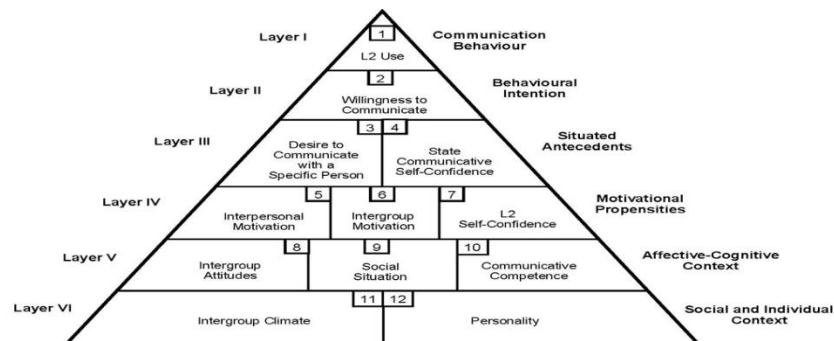 Layer I
1
L2 Use
Communication
Behaviour
Layer II
2
Willingness to
Communicate
Behavioural
Intention
Layer III
3
Desire to
Communicate
with a
Specific Person
4
State
Communicative
Self-Confidence
Situated
Antecedents
Layer IV
5
Interpersonal
Motivation
6
Intergroup
Motivation
7
L2
Self-Confidence
Motivational
Propensities
Layer V
8
Intergroup
Attitudes
9
Social
Situation
10
Communicative
Competence
Affective-Cognitive
Context
Layer VI
11
Intergroup Climate
12
Personality
Social and Individual
Context